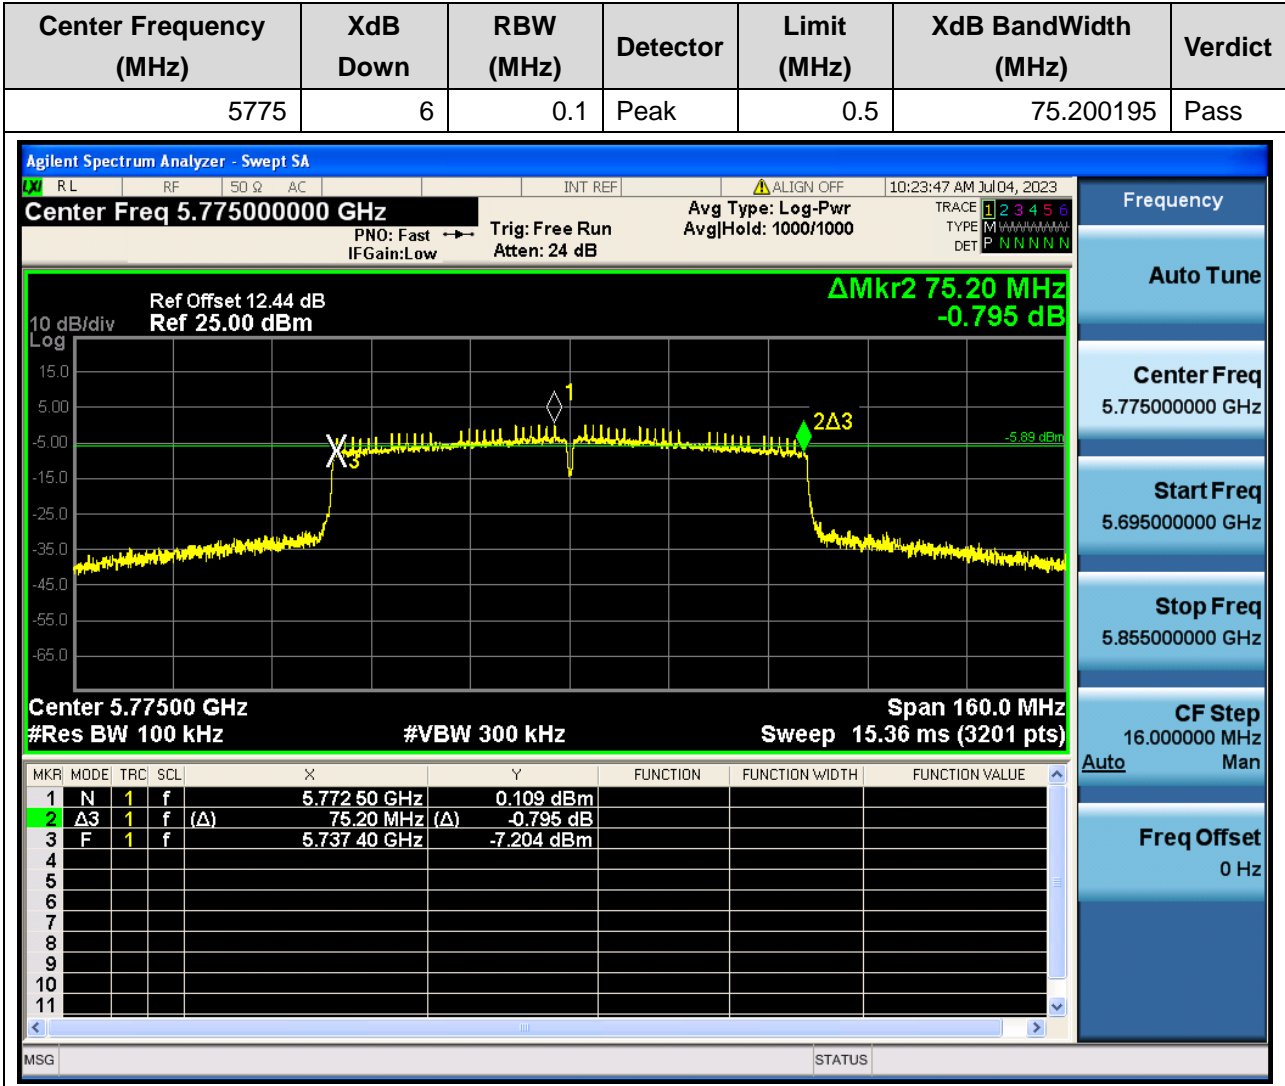 Center Frequency (MHz) XdB Down RBW (MHz) Detector Limit (MHz) XdB BandWidth (MHz) Verdict
5775 6 0.1 Peak 0.5 75.200195 Pass
Agilent Spectrum Analyzer - Swept SA
LXI R L RF 50 Ω AC INT REF ALIGN OFF 10:23:47 AM Jul 04, 2023
Center Freq 5.775000000 GHz
PNO: Fast
IFGain:Low
Trig: Free Run
Atten: 24 dB
Avg Type: Log-Pwr
Avg|Hold: 1000/1000
TRACE 1 2 3 4 5 6
TYPE M WWWWW
DET P N N N N N
ΔMkr2 75.20 MHz
-0.795 dB
Ref Offset 12.44 dB
10 dB/div Ref 25.00 dBm
Log
15.0
5.00
-5.00
-15.0
-25.0
-35.0
-45.0
-55.0
-65.0
1
2Δ3
3
-5.89 dBm
Center 5.77500 GHz Span 160.0 MHz
#Res BW 100 kHz #VBW 300 kHz Sweep 15.36 ms (3201 pts)
MKR MODE TRC SCL X Y FUNCTION FUNCTION WIDTH FUNCTION VALUE
1 N 1 f 5.772 50 GHz 0.109 dBm
2 Δ3 1 f (Δ) 75.20 MHz (Δ) -0.795 dB
3 F 1 f 5.737 40 GHz -7.204 dBm
4
5
6
7
8
9
10
11
MSG STATUS
Frequency
Auto Tune
Center Freq
5.775000000 GHz
Start Freq
5.695000000 GHz
Stop Freq
5.855000000 GHz
CF Step
16.000000 MHz
Auto Man
Freq Offset
0 Hz